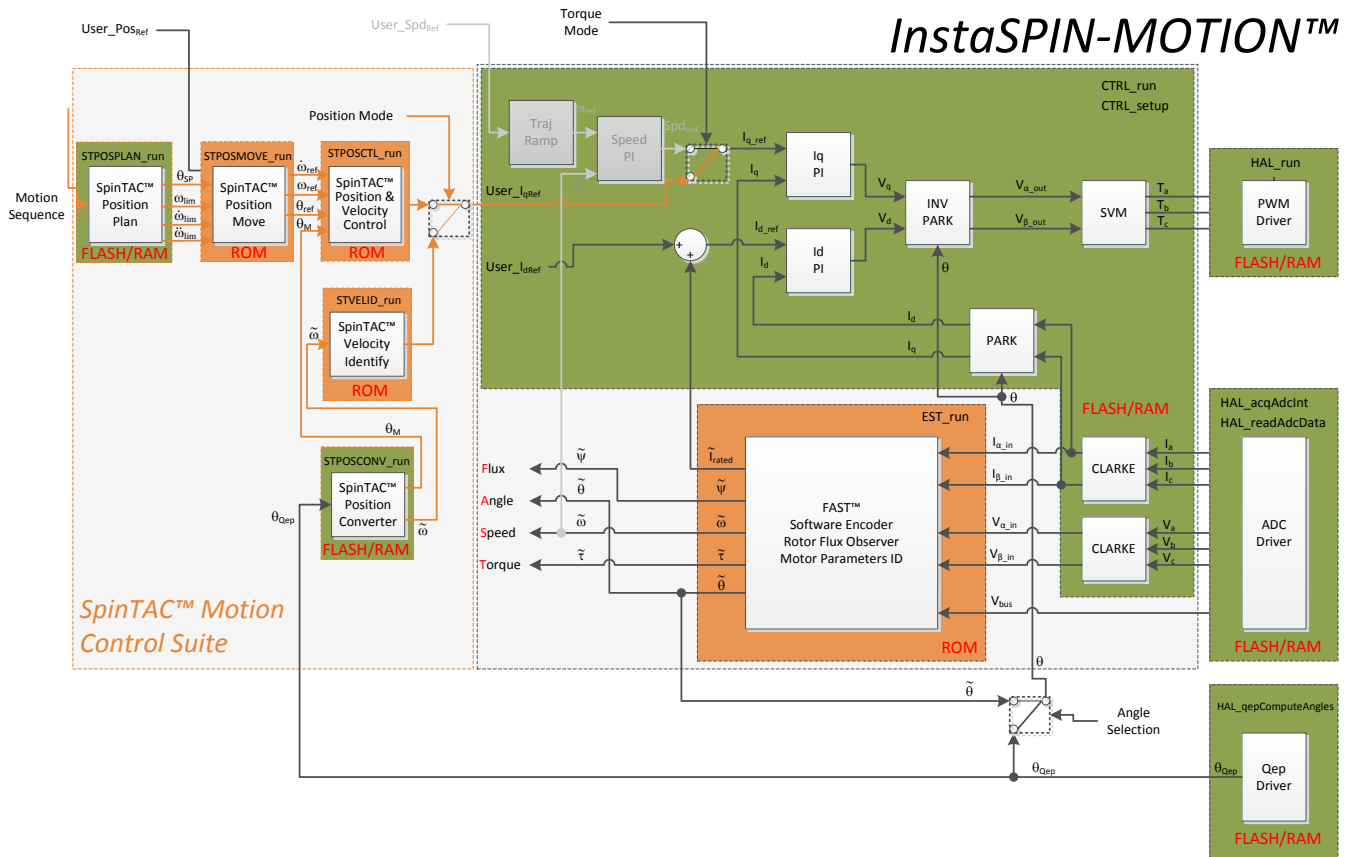 InstaSPIN-MOTION™
User_PosRef
User_SpdRef
Torque
Mode
CTRL_run
CTRL_setup
Position Mode
Traj
Ramp
ωref
Speed
PI
Spdout
Iq_ref
Iq
Iq
PI
Vq
Vd
INV
PARK
Vα_out
Vβ_out
SVM
Ta
Tb
Tc
HAL_run
PWM
Driver
FLASH/RAM
Motion
Sequence
STPOSPLAN_run
SpinTAC™
Position
Plan
FLASH/RAM
θSP
ωlim
ω̇lim
ω̈lim
STPOSMOVE_run
SpinTAC™
Position
Move
ROM
ω̇ref
ωref
θref
θM
STPOSCTL_run
SpinTAC™
Position &
Velocity
Control
ROM
User_IqRef
User_IdRef
+
+
Id_ref
Id
Id
PI
θ
STVELID_run
SpinTAC™
Velocity
Identify
ROM
ω̃
Id
Iq
PARK
θ
FLASH/RAM
θM
STPOSCONV_run
SpinTAC™
Position
Converter
FLASH/RAM
θQep
ω̃
Flux
Angle
Speed
Torque
ψ̃
θ̃
ω̃
τ̃
EST_run
Ĩrated
ψ̃
ω̃
τ̃
θ̃
FAST™
Software Encoder
Rotor Flux Observer
Motor Parameters ID
ROM
Iα_in
Iβ_in
Vα_in
Vβ_in
Vbus
CLARKE
CLARKE
Ia
Ib
Ic
Va
Vb
Vc
HAL_acqAdcInt
HAL_readAdcData
ADC
Driver
FLASH/RAM
SpinTAC™ Motion
Control Suite
θ
θ̃
Angle
Selection
θQep
HAL_qepComputeAngles
θQep
Qep
Driver
FLASH/RAM